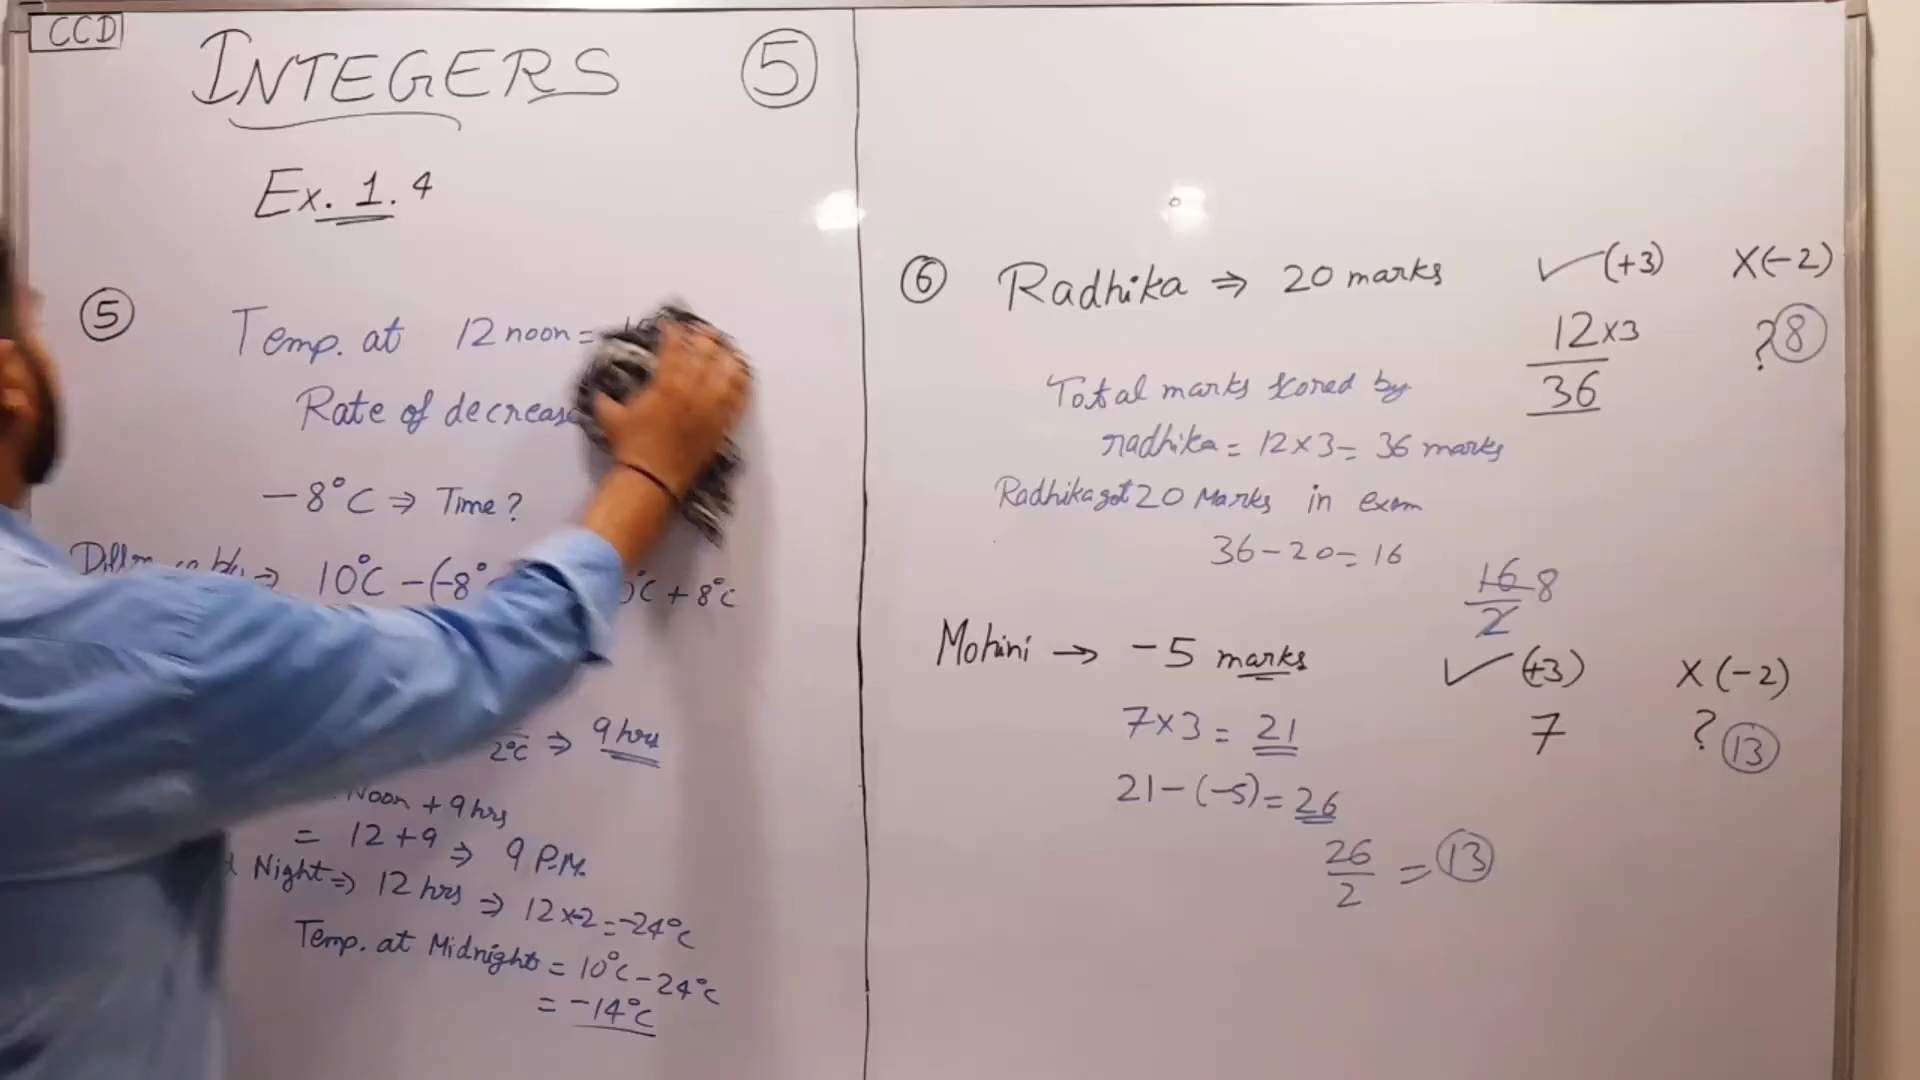 CCD
INTEGERS
5
Ex. 1.4
5
Temp. at 12 noon =
Rate of decrease
-8°C ⇒ Time?
⇒ 10°C - (-8° °C + 8°C
2°C ⇒ 9 hrs
Noon + 9 hrs
= 12 + 9 ⇒ 9 P.M.
Night ⇒ 12 hrs ⇒ 12 x -2 = -24°C
Temp. at Midnight = 10°C - 24°C
= -14°C
6 Radhika ⇒ 20 marks ✓ (+3) X (-2)
12 x 3 ? 8
36
Total marks scored by
radhika = 12 x 3 = 36 marks
Radhika got 20 Marks in exam
36 - 20 = 16
16 8
2
Mohini → -5 marks ✓ (+3) X (-2)
7 x 3 = 21 7 ? 13
21 - (-5) = 26
26
2
= 13